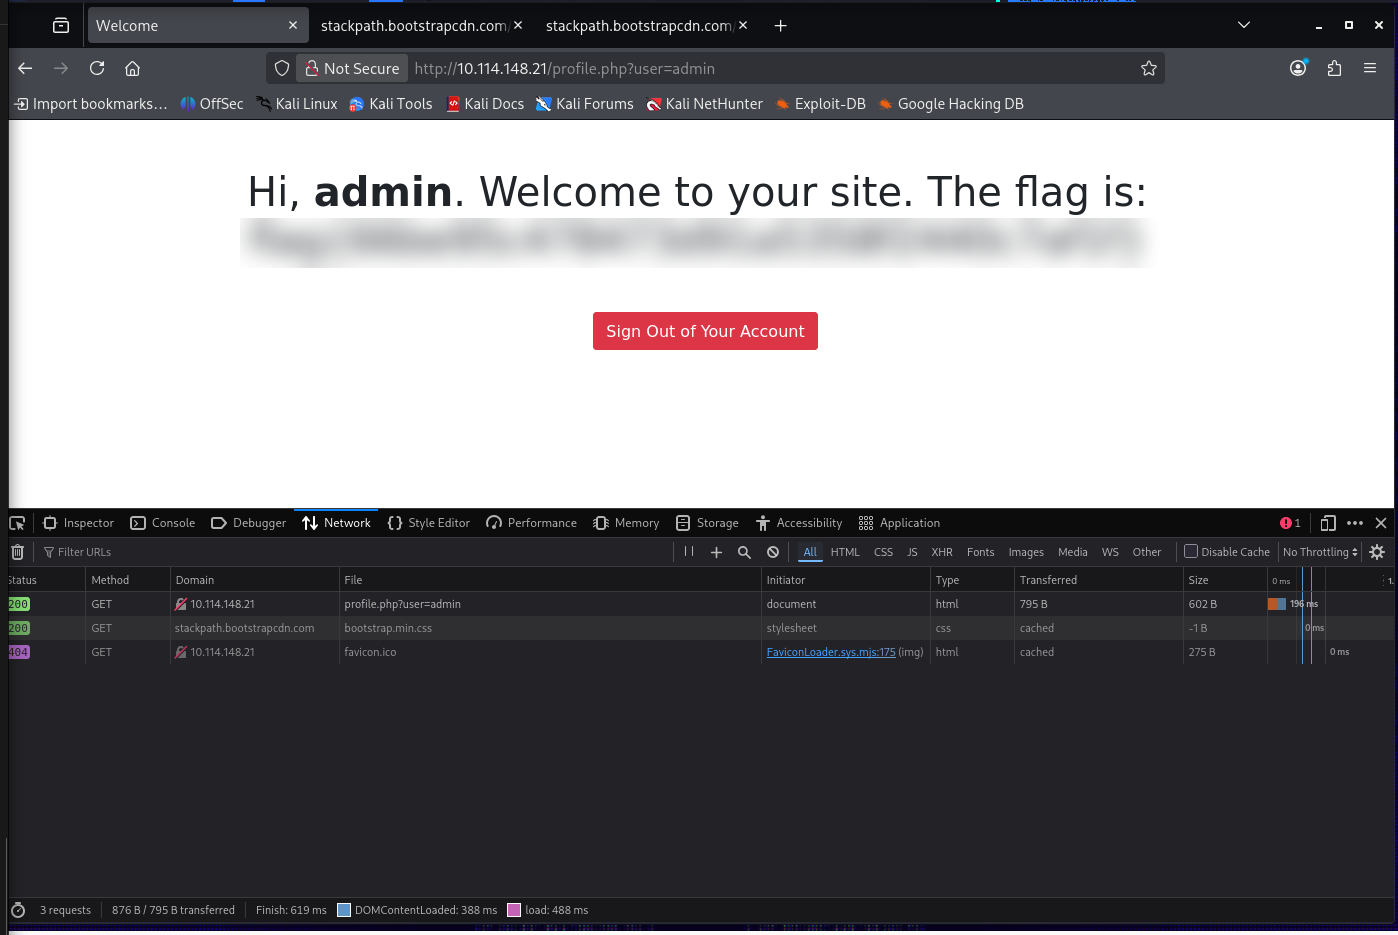 Welcome
stackpath.bootstrapcdn.com/
stackpath.bootstrapcdn.com/
Not Secure
http://10.114.148.21/profile.php?user=admin
Import bookmarks…
OffSec
Kali Linux
Kali Tools
Kali Docs
Kali Forums
Kali NetHunter
Exploit-DB
Google Hacking DB
Hi, admin. Welcome to your site. The flag is:
Sign Out of Your Account
Inspector
Console
Debugger
Network
Style Editor
Performance
Memory
Storage
Accessibility
Application
1
Filter URLs
All
HTML
CSS
JS
XHR
Fonts
Images
Media
WS
Other
Disable Cache
No Throttling
Status Method Domain File Initiator Type Transferred Size 0 ms 1.
200 GET 10.114.148.21 profile.php?user=admin document html 795 B 602 B 196 ms
200 GET stackpath.bootstrapcdn.com bootstrap.min.css stylesheet css cached -1 B 0 ms
404 GET 10.114.148.21 favicon.ico FaviconLoader.sys.mjs:175 (img) html cached 275 B 0 ms
3 requests
876 B / 795 B transferred
Finish: 619 ms
DOMContentLoaded: 388 ms
load: 488 ms